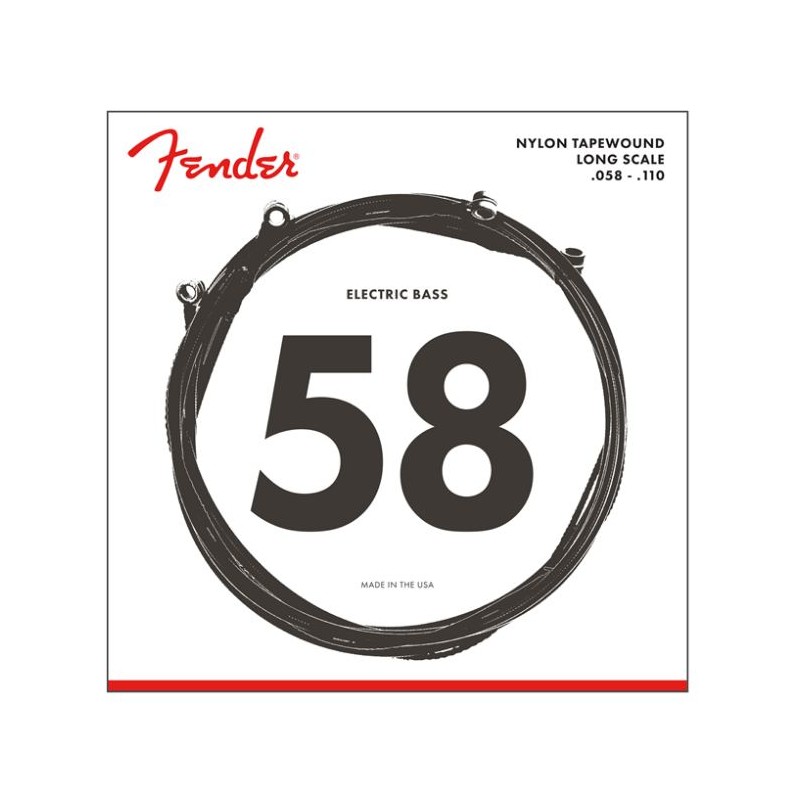 Fender®
NYLON TAPEWOUND
LONG SCALE
.058 - .110
ELECTRIC BASS
58
MADE IN THE USA